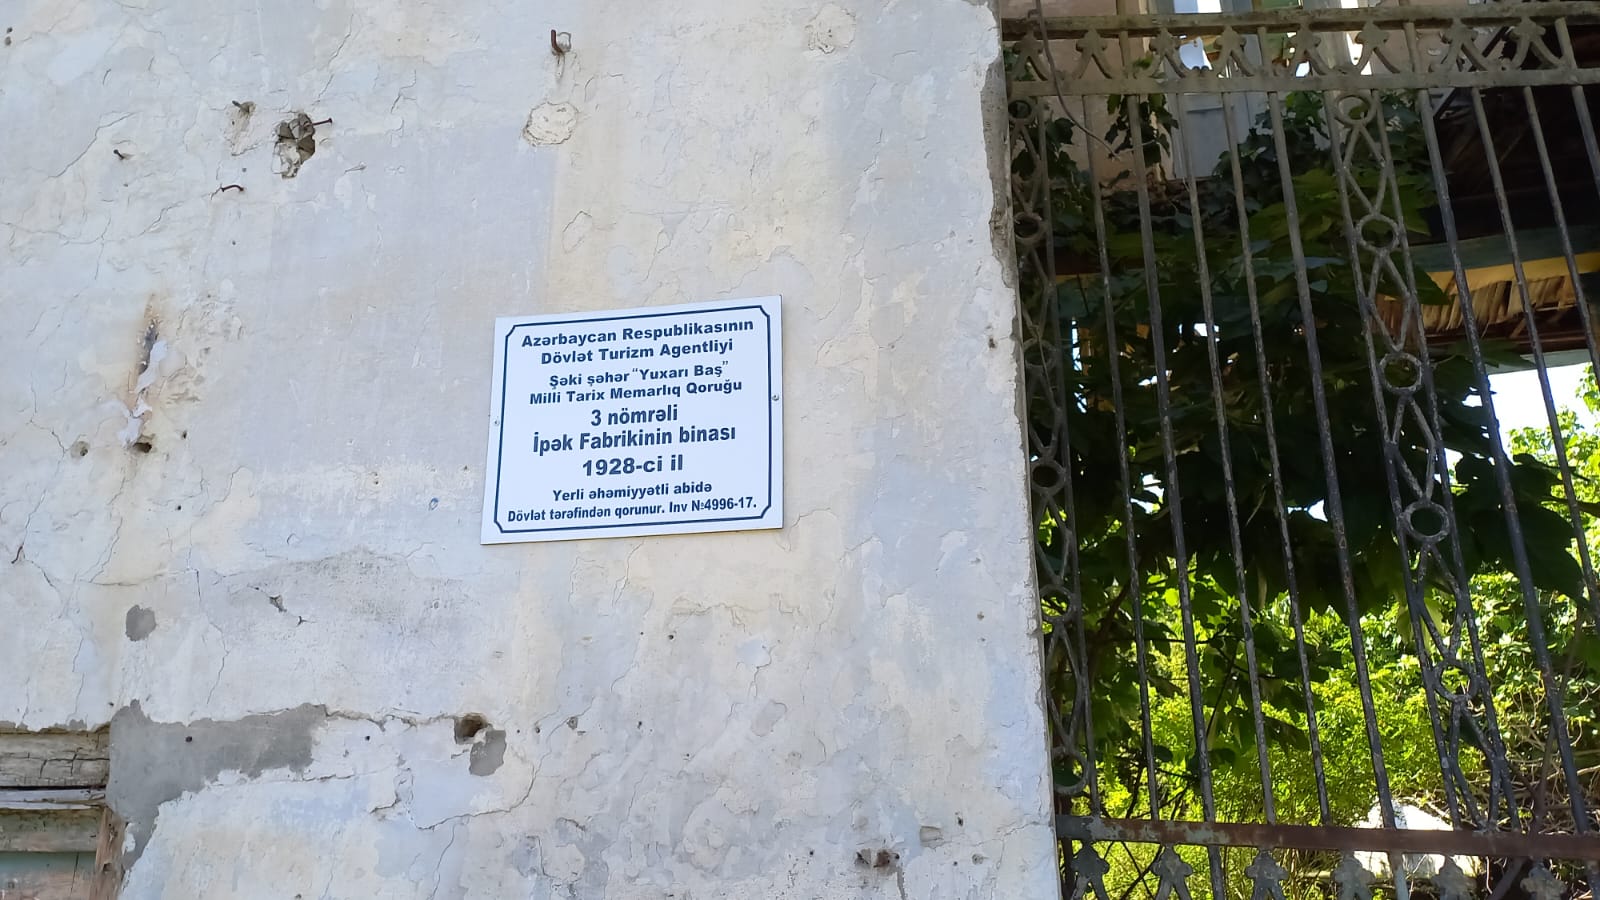 Azərbaycan Respublikasının
Dövlət Turizm Agentliyi
Şəki şəhər “Yuxarı Baş”
Milli Tarix Memarlıq Qoruğu
3 nömrəli
İpək Fabrikinin binası
1928-ci il
Yerli əhəmiyyətli abidə
Dövlət tərəfindən qorunur. Inv №4996-17.